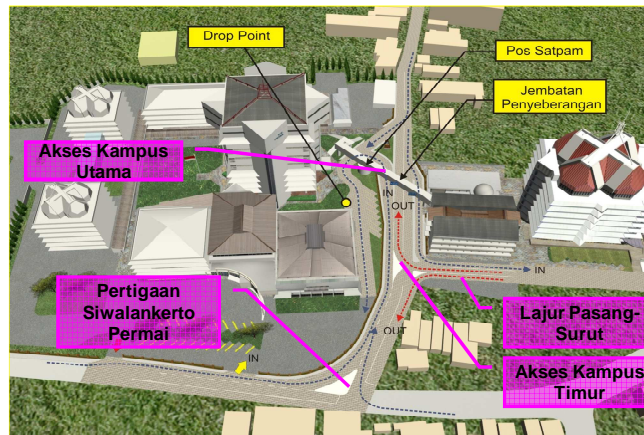 Drop Point
Pos Satpam
Jembatan
Penyeberangan
Akses Kampus
Utama
IN
OUT
IN
Pertigaan
Siwalankerto
Permai
Lajur Pasang-
Surut
OUT
IN
Akses Kampus
Timur